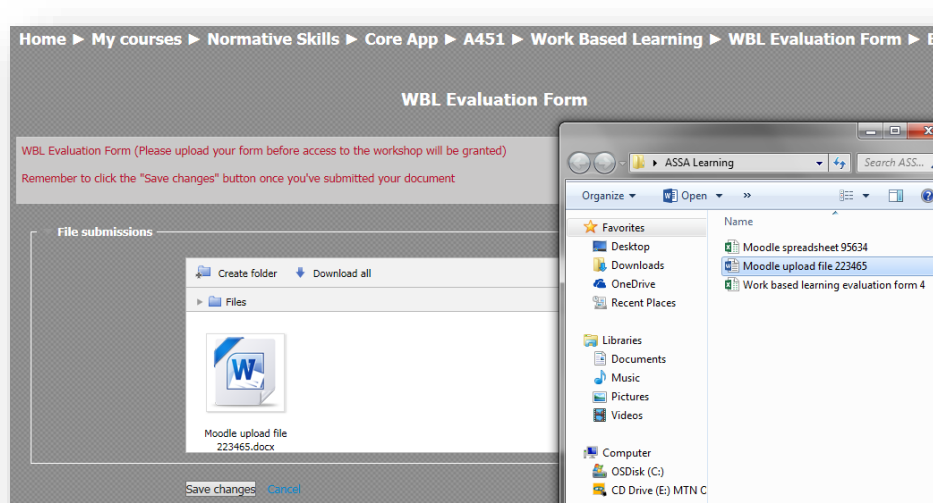 Home ► My courses ► Normative Skills ► Core App ► A451 ► Work Based Learning ► WBL Evaluation Form ►
WBL Evaluation Form
WBL Evaluation Form (Please upload your form before access to the workshop will be granted)
Remember to click the "Save changes" button once you've submitted your document
File submissions
Create folder Download all
Files
Moodle upload file
223465.docx
Save changes Cancel
ASSA Learning
Search ASS...
Organize Open »
Favorites
Desktop
Downloads
OneDrive
Recent Places
Libraries
Documents
Music
Pictures
Videos
Computer
OSDisk (C:)
CD Drive (E:) MTN C
Name
Moodle spreadsheet 95634
Moodle upload file 223465
Work based learning evaluation form 4